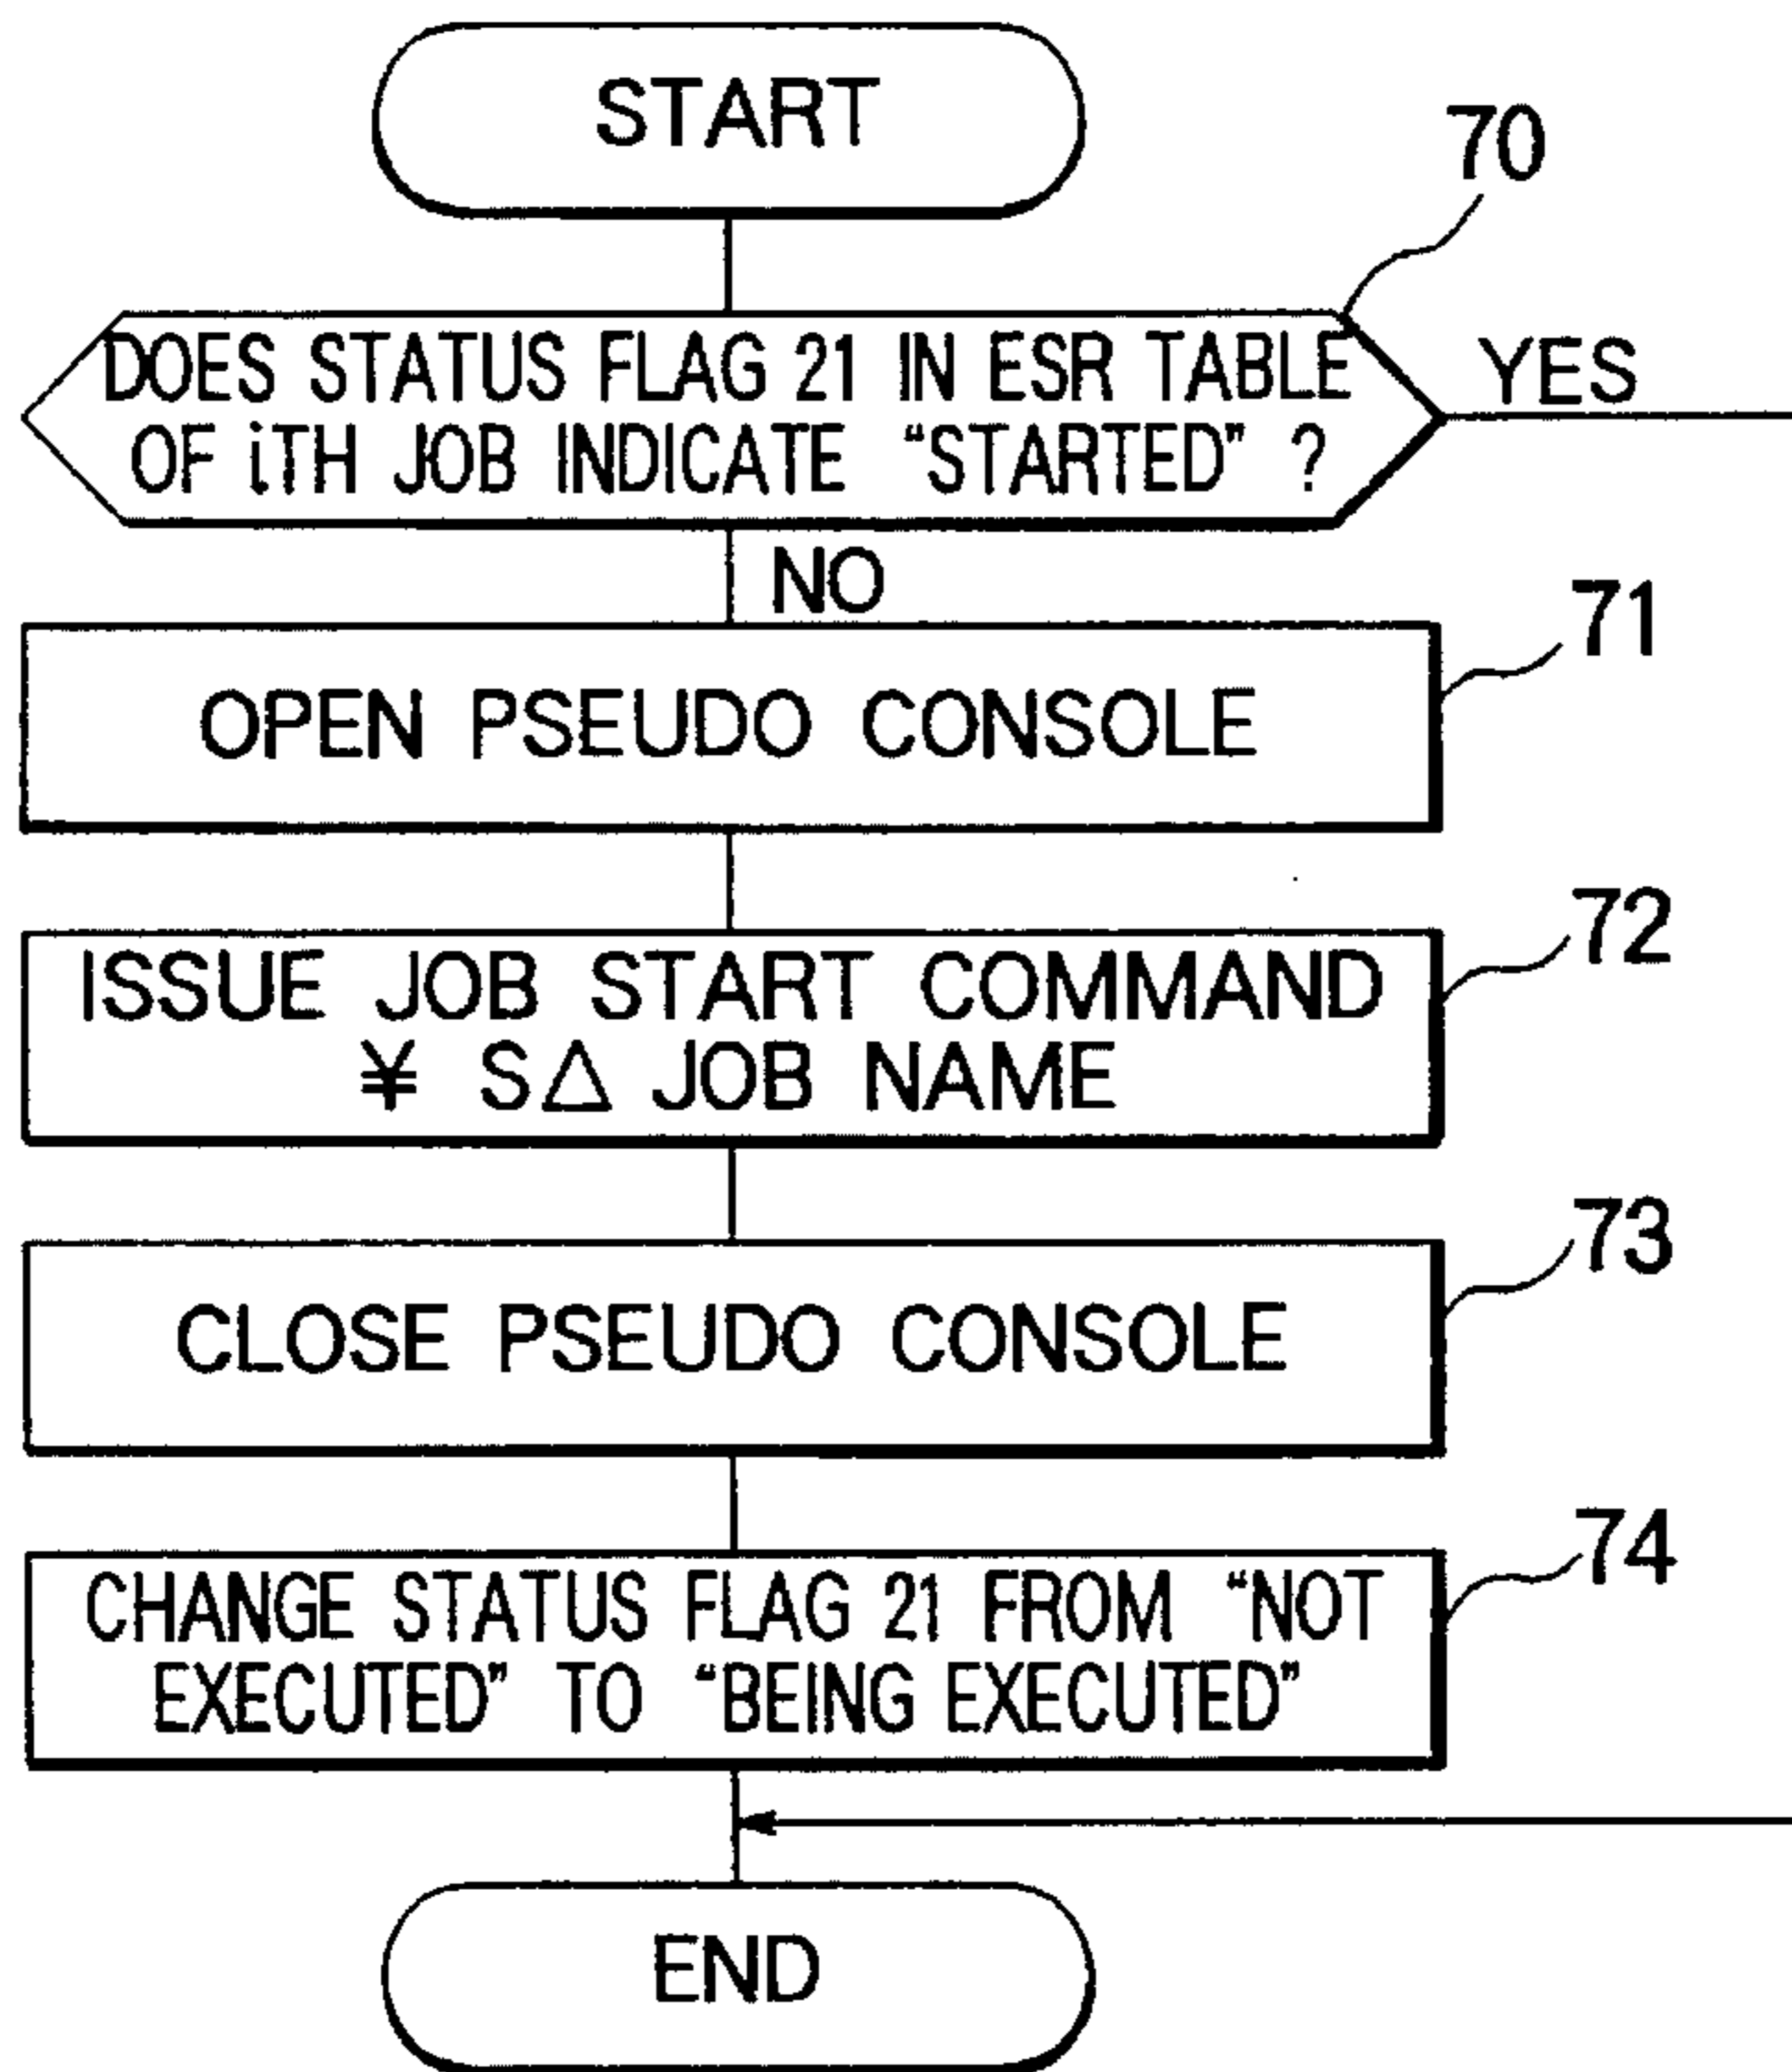 START
70
DOES STATUS FLAG 21 IN ESR TABLE
OF iTH JOB INDICATE “STARTED” ?
YES
NO
71
OPEN PSEUDO CONSOLE
72
ISSUE JOB START COMMAND
¥ S△ JOB NAME
73
CLOSE PSEUDO CONSOLE
74
CHANGE STATUS FLAG 21 FROM “NOT
EXECUTED” TO “BEING EXECUTED”
END